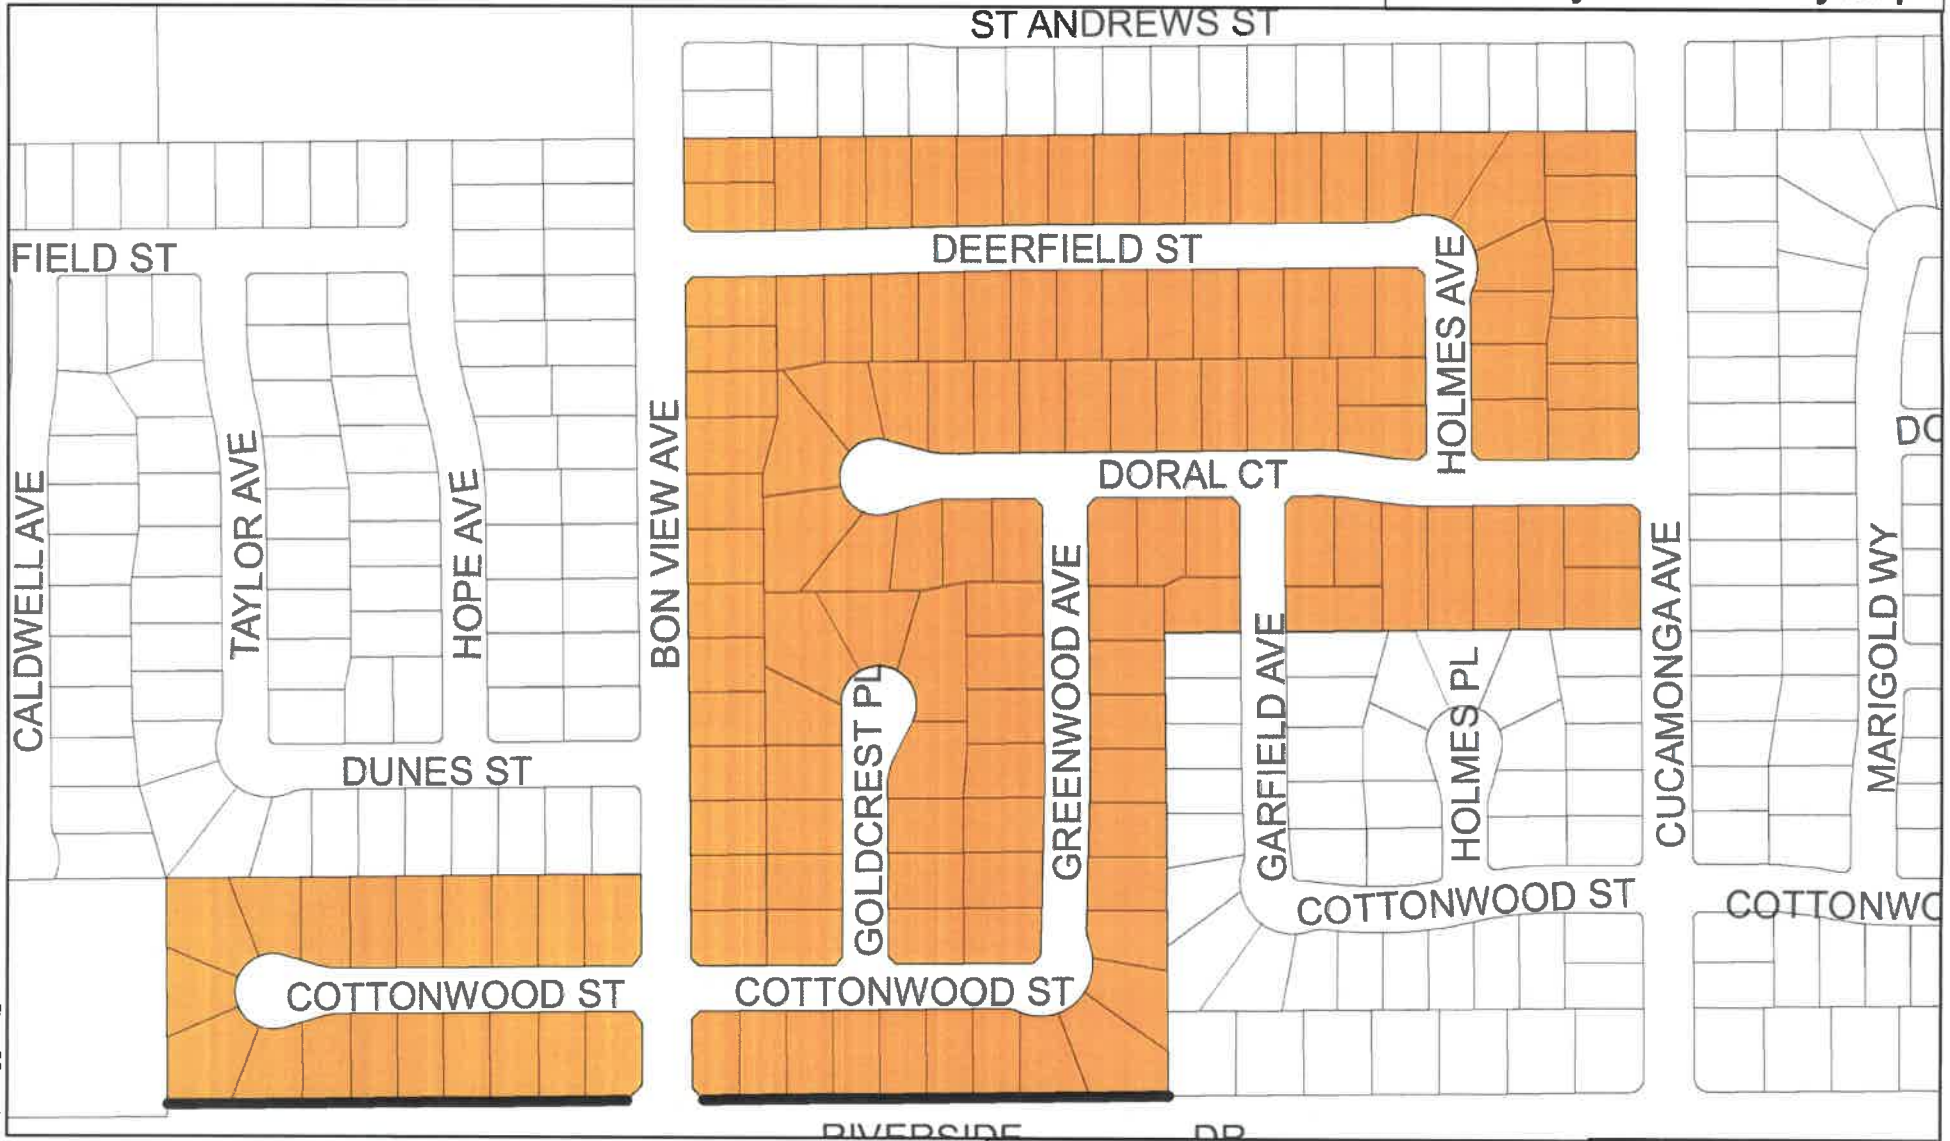 ST ANDREWS ST
FIELD ST
DEERFIELD ST
HOLMES AVE
DORAL CT
DO
CALDWELL AVE
TAYLOR AVE
HOPE AVE
BON VIEW AVE
GREENWOOD AVE
GARFIELD AVE
HOLMES PL
CUCAMONGA AVE
MARIGOLD WY
DUNES ST
GOLDCREST PL
COTTONWOOD ST
COTTONWO
COTTONWOOD ST
COTTONWOOD ST
RIVERSIDE DR